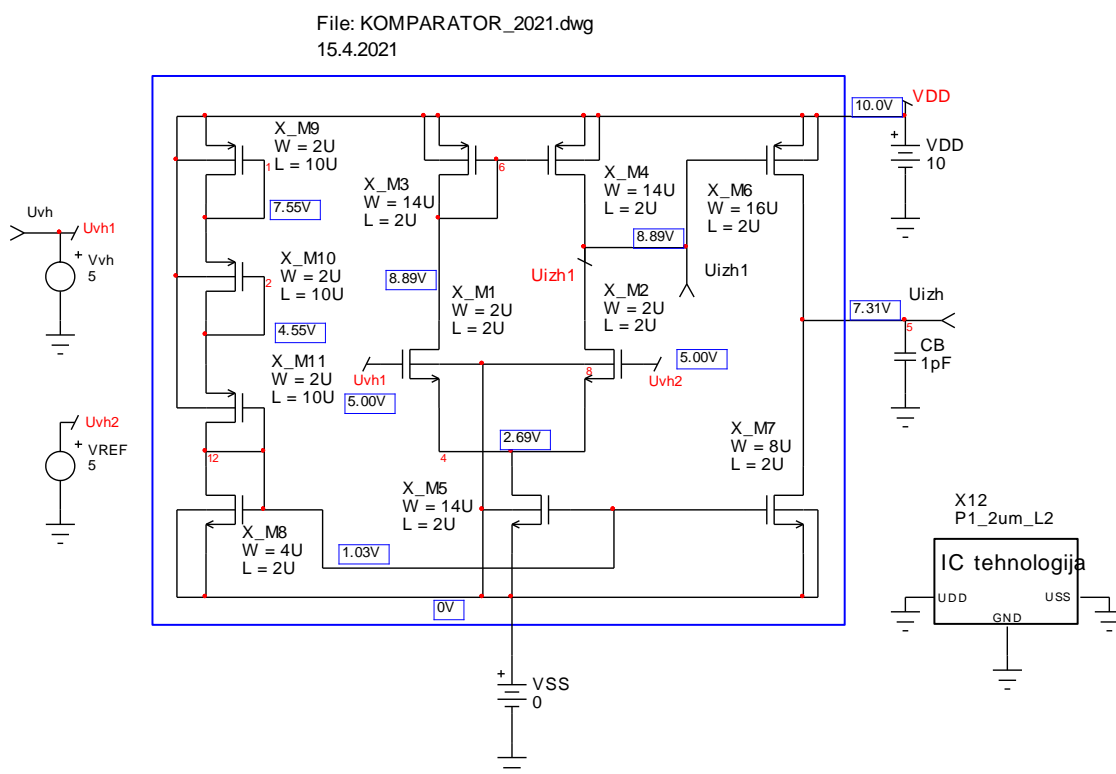 File: KOMPARATOR_2021.dwg
15.4.2021
10.0V
VDD
VDD
10
X_M9
W = 2U
L = 10U
1
7.55V
X_M3
W = 14U
L = 2U
6
X_M4
W = 14U
L = 2U
X_M6
W = 16U
L = 2U
Uvh
Uvh1
Vvh
5
X_M10
W = 2U
L = 10U
2
4.55V
8.89V
8.89V
Uizh1
Uizh1
X_M1
W = 2U
L = 2U
X_M2
W = 2U
L = 2U
7.31V
Uizh
5
CB
1pF
X_M11
W = 2U
L = 10U
Uvh1
5.00V
8
5.00V
Uvh2
Uvh2
VREF
5
12
4
2.69V
X_M7
W = 8U
L = 2U
X_M5
W = 14U
L = 2U
X_M8
W = 4U
L = 2U
1.03V
0V
X12
P1_2um_L2
IC tehnologija
UDD
USS
GND
VSS
0
+
+
+
+